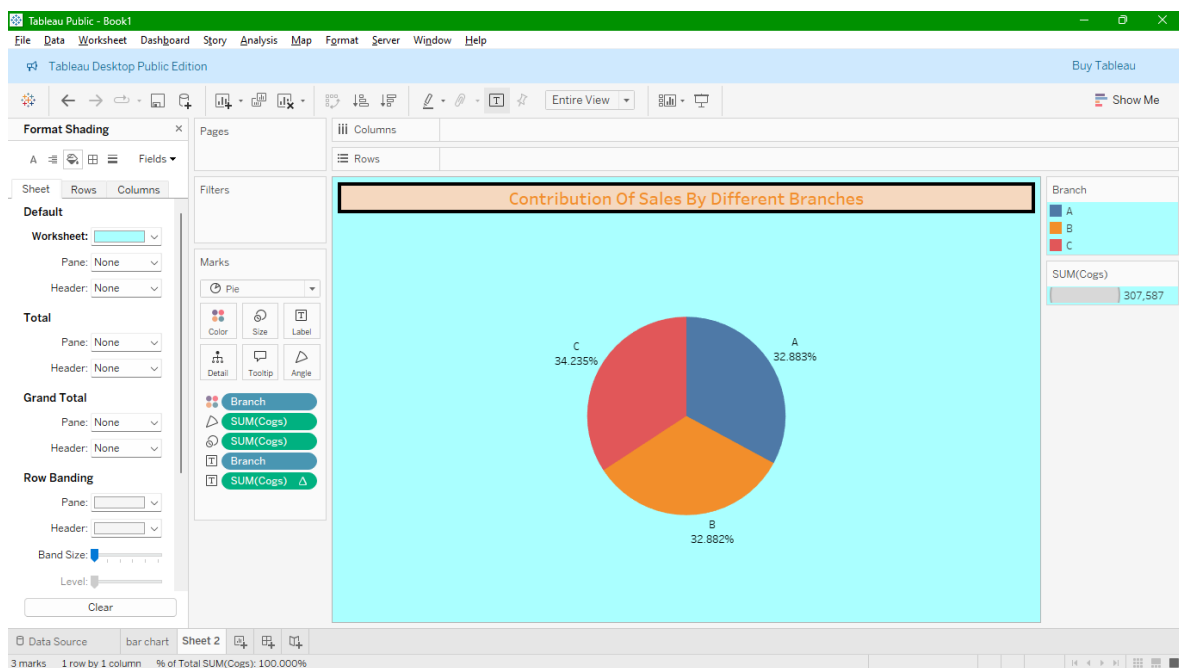 Tableau Public - Book1
File Data Worksheet Dashboard Story Analysis Map Format Server Window Help
Tableau Desktop Public Edition
Buy Tableau
Entire View
Show Me
Format Shading
Fields
Sheet Rows Columns
Default
Worksheet:
Pane: None
Header: None
Total
Pane: None
Header: None
Grand Total
Pane: None
Header: None
Row Banding
Pane:
Header:
Band Size:
Level:
Clear
Pages
Filters
Marks
Pie
Color Size Label
Detail Tooltip Angle
Branch
SUM(Cogs)
SUM(Cogs)
Branch
SUM(Cogs) Δ
Columns
Rows
Contribution Of Sales By Different Branches
C
34.235%
A
32.883%
B
32.882%
Branch
A
B
C
SUM(Cogs)
307,587
Data Source bar chart Sheet 2
3 marks 1 row by 1 column % of Total SUM(Cogs): 100.000%